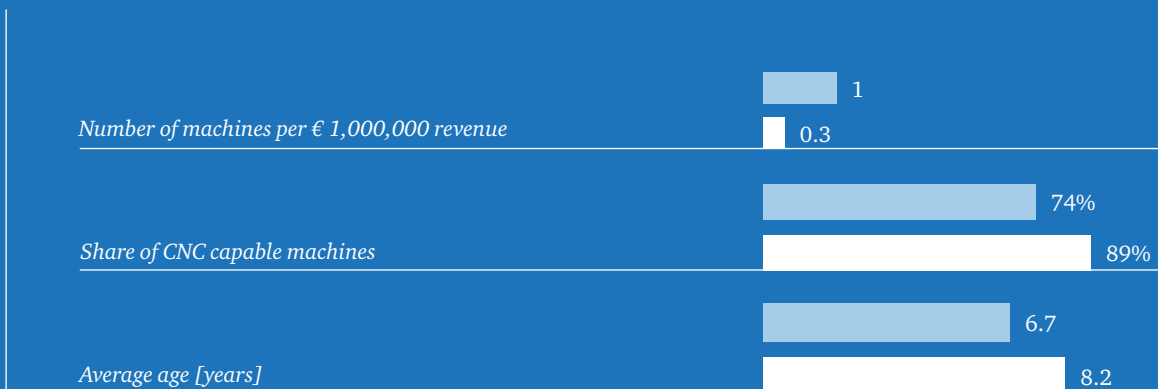 1
Number of machines per € 1,000,000 revenue
0.3
74%
Share of CNC capable machines
89%
6.7
Average age [years]
8.2